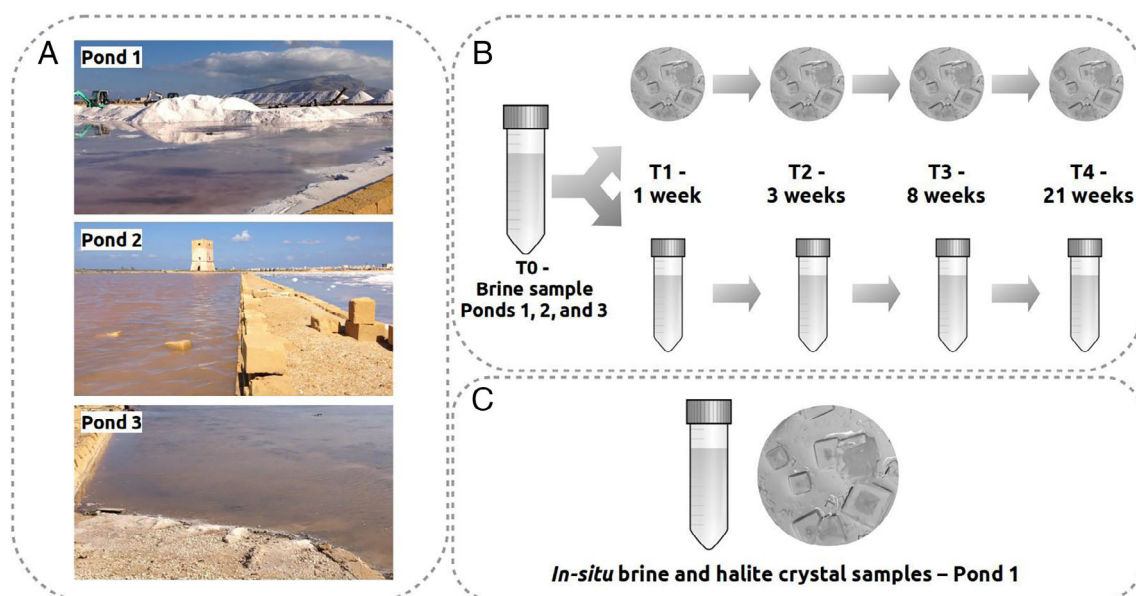 A
Pond 1
Pond 2
Pond 3
B
T0 -
Brine sample
Ponds 1, 2, and 3
T1 -
1 week
T2 -
3 weeks
T3 -
8 weeks
T4 -
21 weeks
C
In-situ brine and halite crystal samples – Pond 1